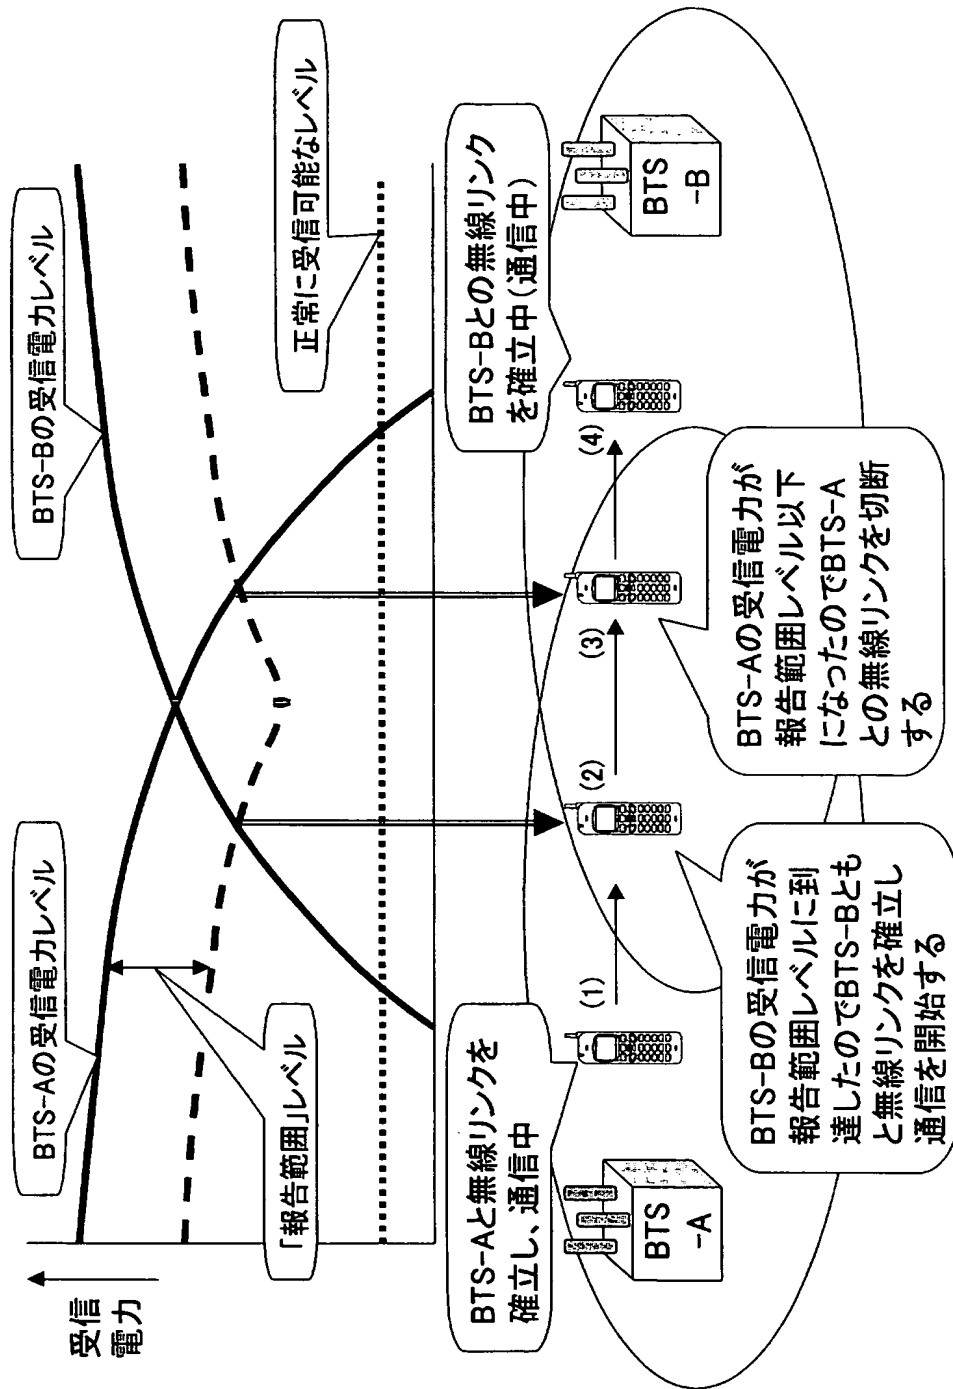 受信
電力
BTS-Aの受信電力レベル
BTS-Bの受信電力レベル
「報告範囲」レベル
正常に受信可能なレベル
BTS-Aと無線リンクを
確立し、通信中
BTS-Bとの無線リンク
を確立中(通信中)
(1)
(2)
(3)
(4)
BTS
-A
BTS
-B
BTS-Bの受信電力が
報告範囲レベルに到
達したのでBTS-Bとも
と無線リンクを確立し
通信を開始する
BTS-Aの受信電力が
報告範囲レベル以下
になったのでBTS-A
との無線リンクを切断
する